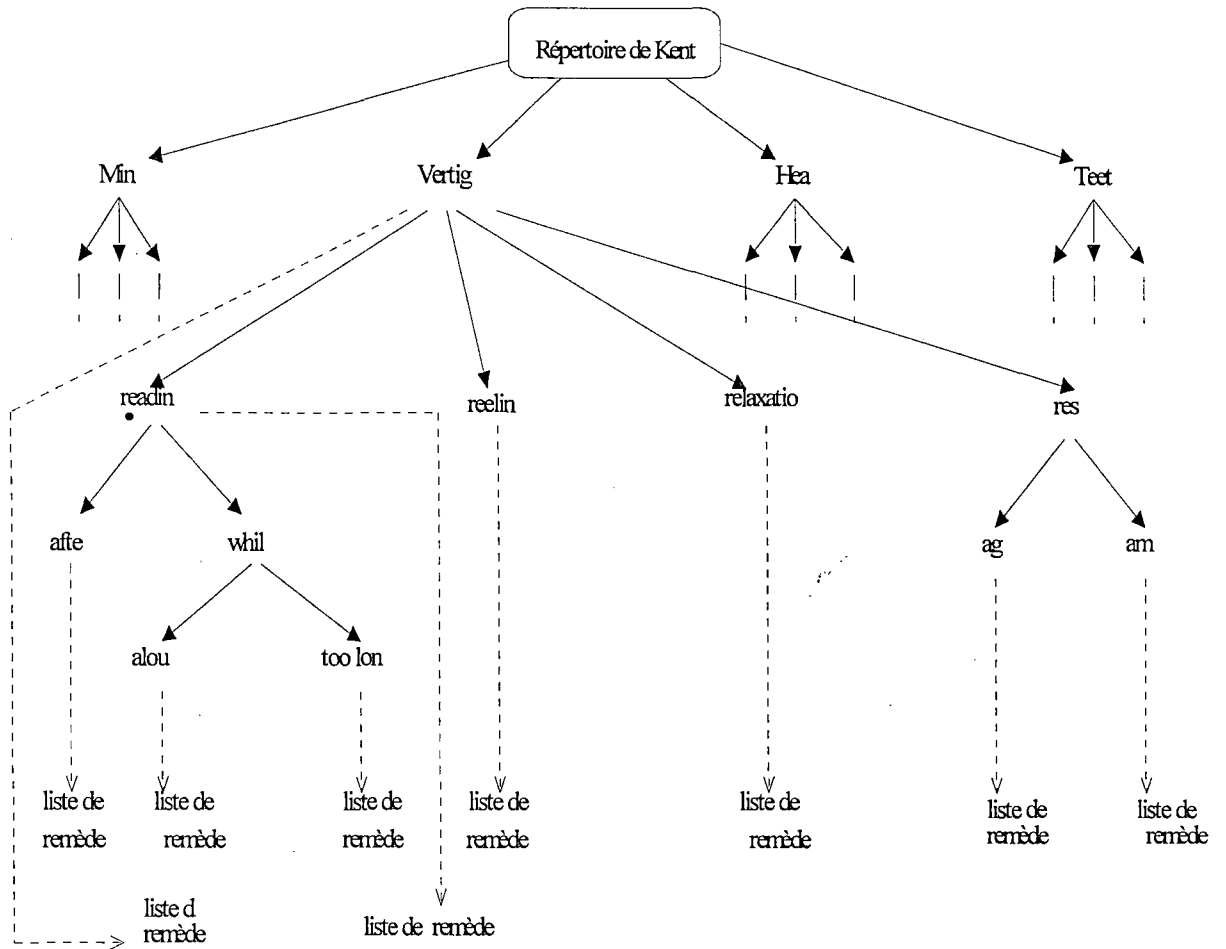 Répertoire de Kent
Min
Vertig
Hea
Teet
readin
reelin
relaxatio
res
afte
whil
ag
am
alou
too lon
liste de
remède
liste de
remède
liste de
remède
liste de
remède
liste de
remède
liste de
remède
liste de
remède
liste d
remède
liste de remède